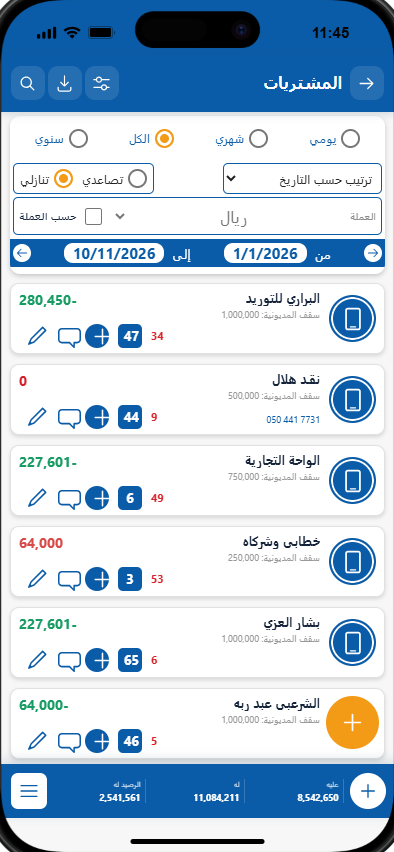 11:45
المشتريات
يومي شهري الكل سنوي
ترتيب حسب التاريخ تصاعدي تنازلي
العملة ريال حسب العملة
من 1/1/2026 إلى 10/11/2026
البراري للتوريد 280,450-
سقف المديونية: 1,000,000
34 47
نقد هلال 0
سقف المديونية: 500,000
050 441 7731
9 44
الواحة التجارية 227,601-
سقف المديونية: 750,000
49 6
خطابي وشركاه 64,000
سقف المديونية: 250,000
53 3
بشار العزي 227,601-
سقف المديونية: 1,000,000
6 65
الشرعبي عبد ربه 64,000-
سقف المديونية: 1,000,000
5 46
عليه له الرصيد له
8,542,650 11,084,211 2,541,561